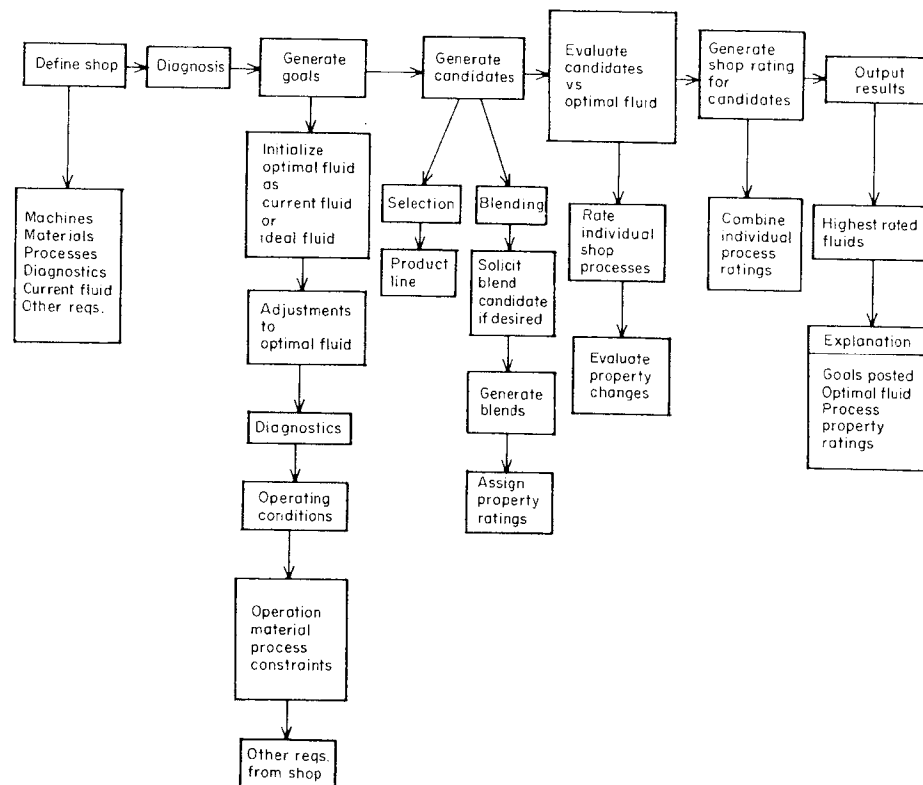 Define shop
Diagnosis
Generate
goals
Generate
candidates
Evaluate
candidates
vs
optimal fluid
Generate
shop rating
for
candidates
Output
results
Machines
Materials
Processes
Diagnostics
Current fluid
Other reqs.
Initialize
optimal fluid
as
current fluid
or
ideal fluid
Adjustments
to
optimal fluid
Diagnostics
Operating
conditions
Operation
material
process
constraints
Other reqs.
from shop
Selection
Product
line
Blending
Solicit
blend
candidate
if desired
Generate
blends
Assign
property
ratings
Rate
individual
shop
processes
Evaluate
property
changes
Combine
individual
process
ratings
Highest rated
fluids
Explanation
Goals posted
Optimal fluid
Process
property
ratings